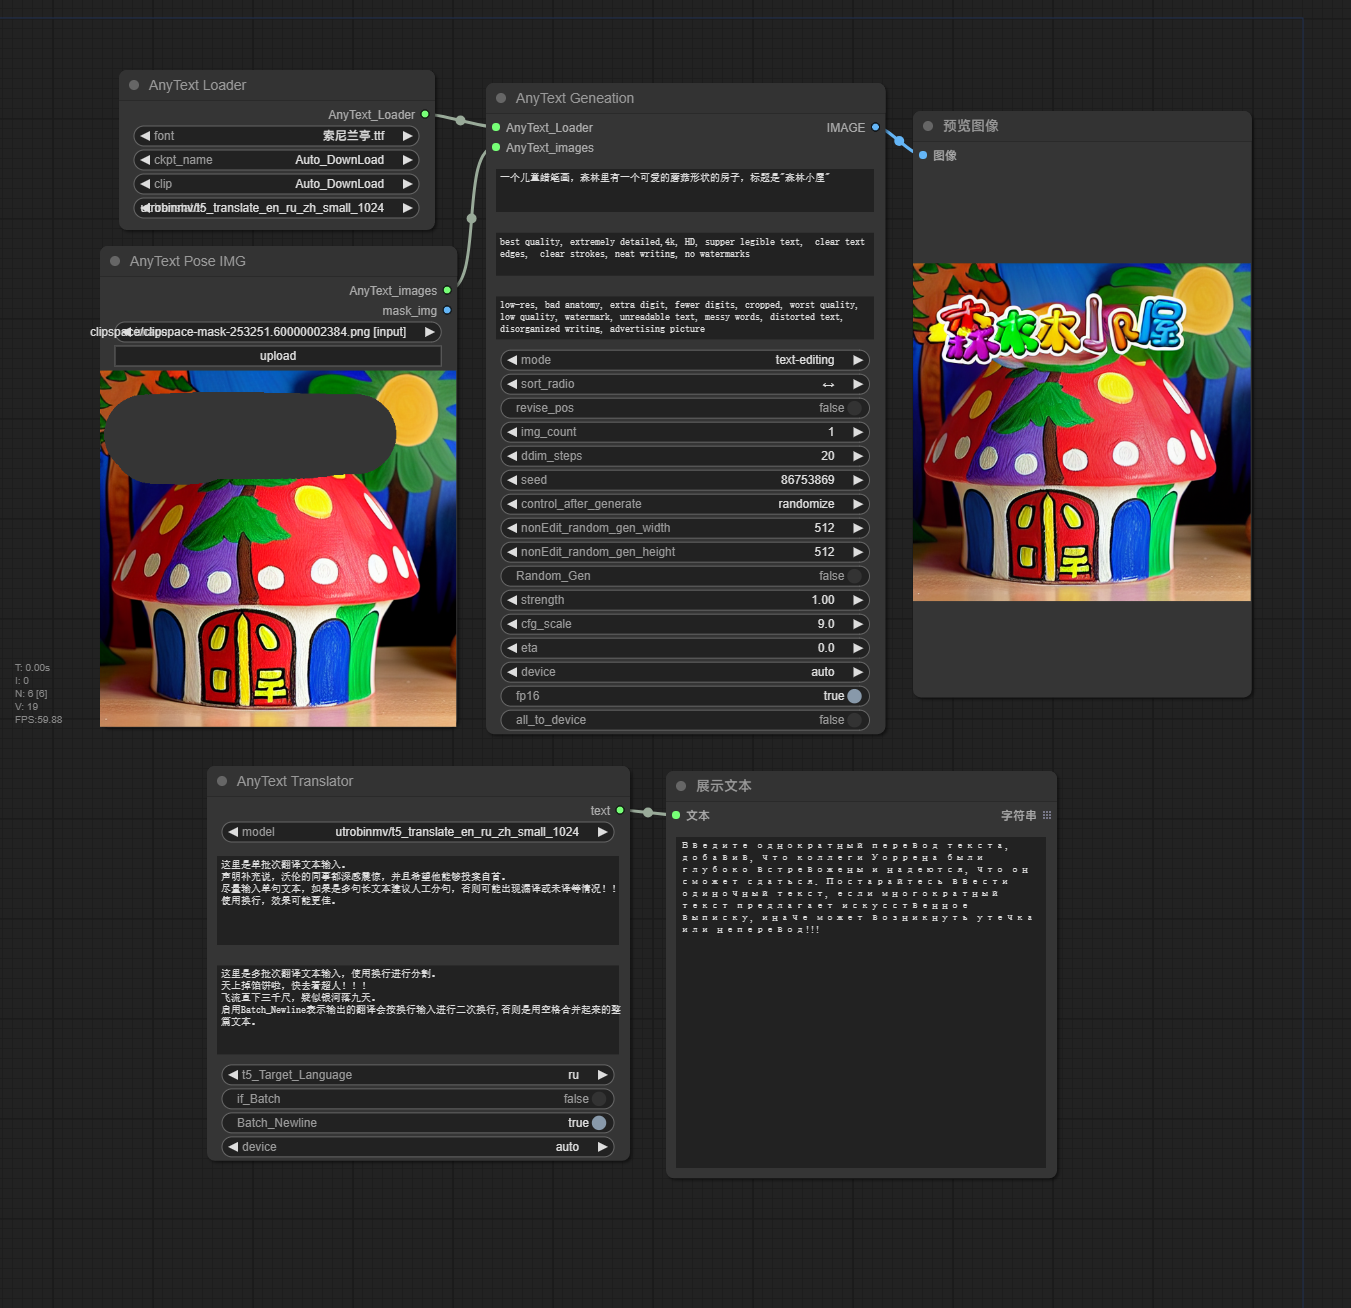 AnyText Loader
AnyText_Loader
font 索尼兰亭.ttf
ckpt_name Auto_DownLoad
clip Auto_DownLoad
utrobinmv/t5_translate_en_ru_zh_small_1024
AnyText Pose IMG
AnyText_images
mask_img
clipspace/clipspace-mask-253251.60000002384.png [input]
upload
AnyText Geneation
AnyText_Loader IMAGE
AnyText_images
一个儿童蜡笔画，森林里有一个可爱的蘑菇形状的房子，标题是"森林小屋"
best quality, extremely detailed,4k, HD, supper legible text,  clear text
edges,  clear strokes, neat writing, no watermarks
low-res, bad anatomy, extra digit, fewer digits, cropped, worst quality,
low quality, watermark, unreadable text, messy words, distorted text,
disorganized writing, advertising picture
mode text-editing
sort_radio ↔
revise_pos false
img_count 1
ddim_steps 20
seed 86753869
control_after_generate randomize
nonEdit_random_gen_width 512
nonEdit_random_gen_height 512
Random_Gen false
strength 1.00
cfg_scale 9.0
eta 0.0
device auto
fp16 true
all_to_device false
预览图像
图像
T: 0.00s
I: 0
N: 6 [6]
V: 19
FPS:59.88
AnyText Translator
text
model utrobinmv/t5_translate_en_ru_zh_small_1024
这里是单批次翻译文本输入。
声明补充说，沃伦的同事都深感震惊，并且希望他能够投案自首。
尽量输入单句文本，如果是多句长文本建议人工分句，否则可能出现漏译或未译等情况！！
使用换行，效果可能更佳。
这里是多批次翻译文本输入，使用换行进行分割。
天上掉馅饼啦，快去看超人！！！
飞流直下三千尺，疑似银河落九天。
启用Batch_Newline表示输出的翻译会按换行输入进行二次换行,否则是用空格合并起来的整
篇文本。
t5_Target_Language ru
if_Batch false
Batch_Newline true
device auto
展示文本
文本 字符串
Введите однократный перевод текста,
добавив, что коллеги Уоррена были
глубоко встревожены и надеются, что он
сможет сдаться. Постарайтесь ввести
одиночный текст, если многократный
текст предлагает искусственное
выписку, иначе может возникнуть утечка
или неперевод!!!